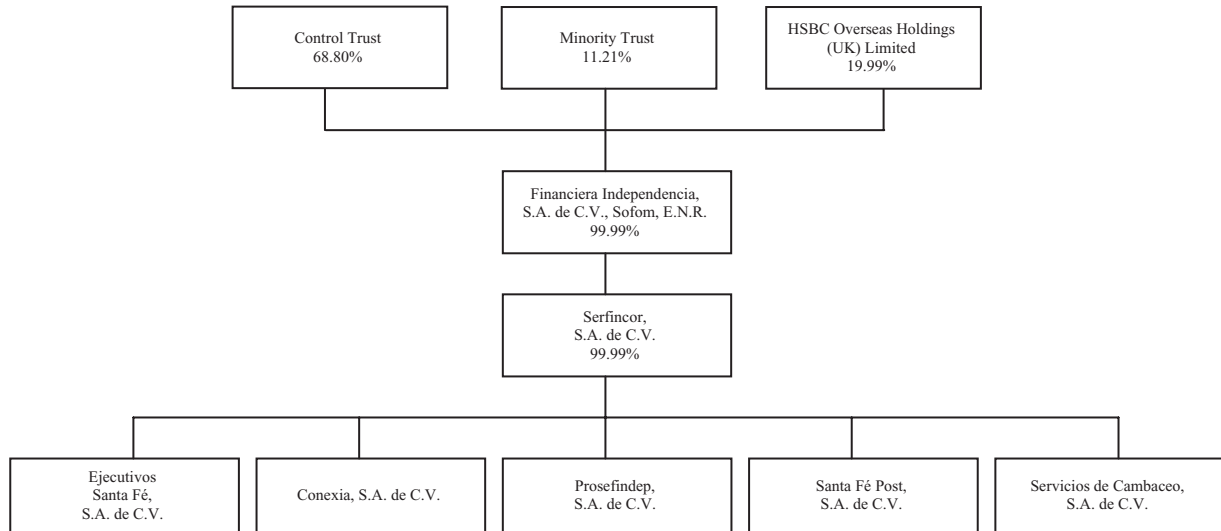 Control Trust
68.80%
Minority Trust
11.21%
HSBC Overseas Holdings
(UK) Limited
19.99%
Financiera Independencia,
S.A. de C.V., Sofom, E.N.R.
99.99%
Serfincor,
S.A. de C.V.
99.99%
Ejecutivos
Santa Fé,
S.A. de C.V.
Conexia, S.A. de C.V.
Prosefindep,
S.A. de C.V.
Santa Fé Post,
S.A. de C.V.
Servicios de Cambaceo,
S.A. de C.V.